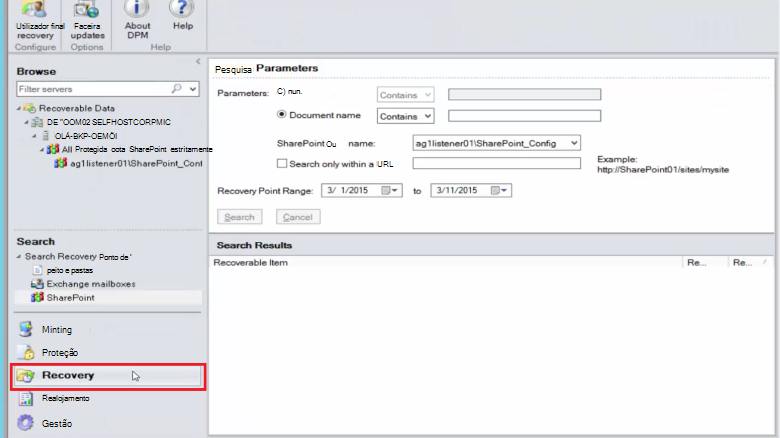 Utilizador final
recovery
Configure
Faceira
updates
Options
About
DPM
Help
Help
Browse
Filter servers
Recoverable Data
DE "OOM02 SELFHOSTCORPMIC
OLÁ-BKP-OEMÓI
All Protegida oota SharePoint estritamente
ag1listener01\SharePoint_Cont
Search
Search Recovery Ponto de '
peito e pastas
Exchange mailboxes
SharePoint
Minting
Proteção
Recovery
Realojamento
Gestão
Pesquisa Parameters
Parameters: C) nun. Contains
Document name Contains
SharePoint Ou name: ag1listener01\SharePoint_Config
Search only within a URL
Example:
http://SharePoint01/sites/mysite
Recovery Point Range: 3/ 1/2015 to 3/11/2015
Search Cancel
Search Results
Recoverable Item Re... Re...